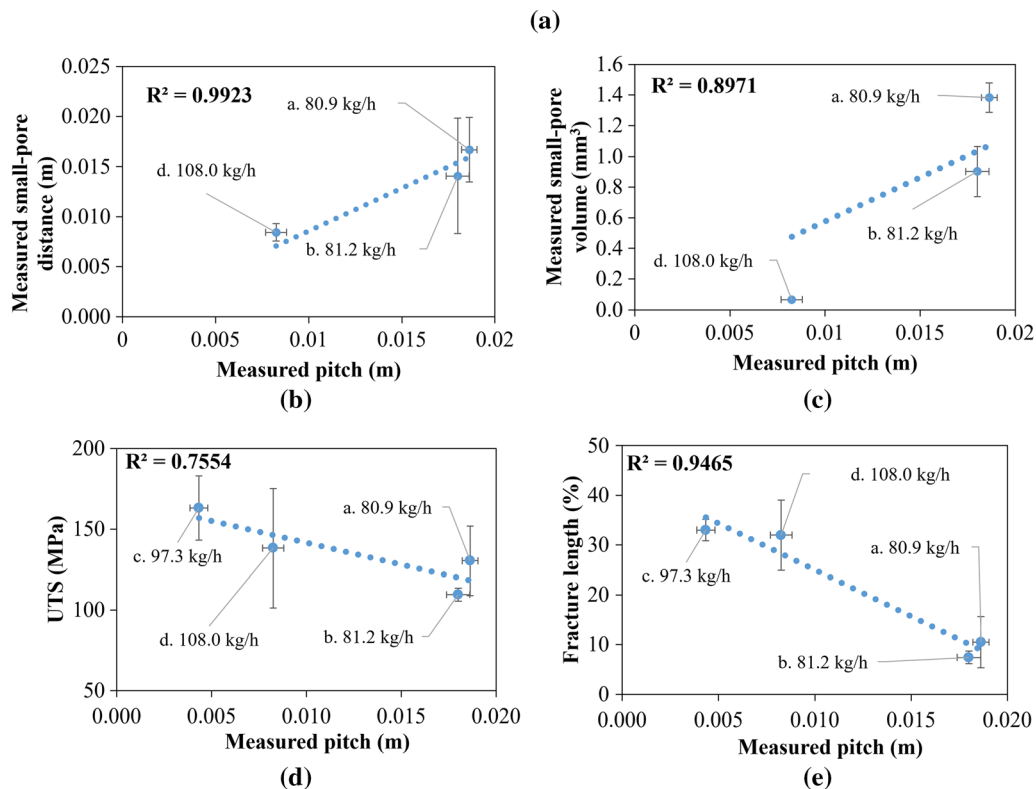 (a)
R² = 0.9923
a. 80.9 kg/h
d. 108.0 kg/h
b. 81.2 kg/h
0.025
0.020
0.015
0.010
0.005
0.000
0
0.005
0.01
0.015
0.02
Measured small-pore
distance (m)
Measured pitch (m)
(b)
R² = 0.8971
a. 80.9 kg/h
b. 81.2 kg/h
d. 108.0 kg/h
1.6
1.4
1.2
1.0
0.8
0.6
0.4
0.2
0.0
0
0.005
0.01
0.015
0.02
Measured small-pore
volume (mm³)
Measured pitch (m)
(c)
R² = 0.7554
a. 80.9 kg/h
c. 97.3 kg/h
d. 108.0 kg/h
b. 81.2 kg/h
200
150
100
50
0.000
0.005
0.010
0.015
0.020
UTS (MPa)
Measured pitch (m)
(d)
R² = 0.9465
d. 108.0 kg/h
a. 80.9 kg/h
c. 97.3 kg/h
b. 81.2 kg/h
50
40
30
20
10
0
0.000
0.005
0.010
0.015
0.020
Fracture length (%)
Measured pitch (m)
(e)